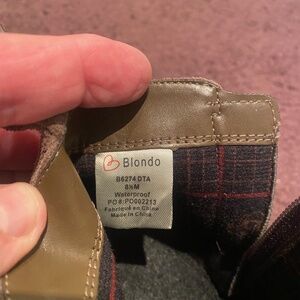 Blondo
B6274 DTA
8½M
Waterproof
PO #:PO002213
Fabriqué en Chine
Made in China